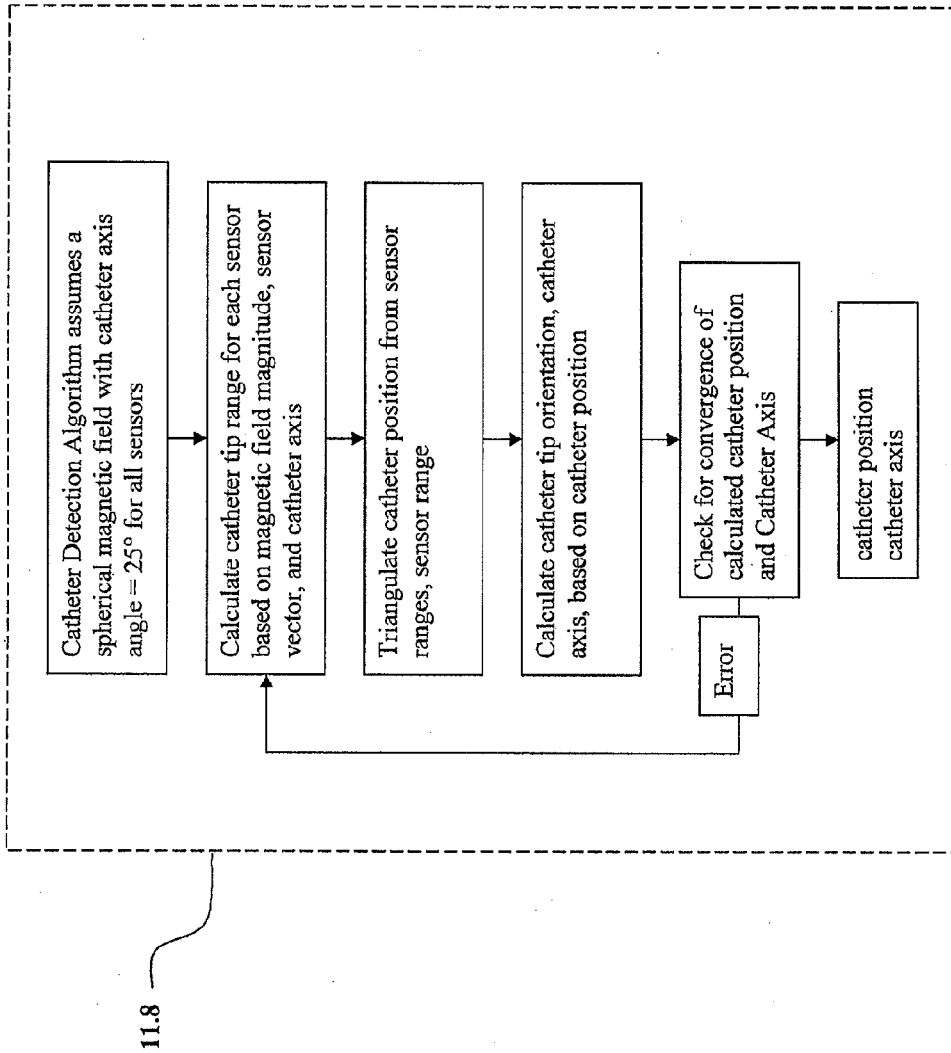 Catheter Detection Algorithm assumes a
spherical magnetic field with catheter axis
angle = 25° for all sensors
Calculate catheter tip range for each sensor
based on magnetic field magnitude, sensor
vector, and catheter axis
Triangulate catheter position from sensor
ranges, sensor range
Calculate catheter tip orientation, catheter
axis, based on catheter position
Check for convergence of
calculated catheter position
and Catheter Axis
Error
catheter position
catheter axis
11.8